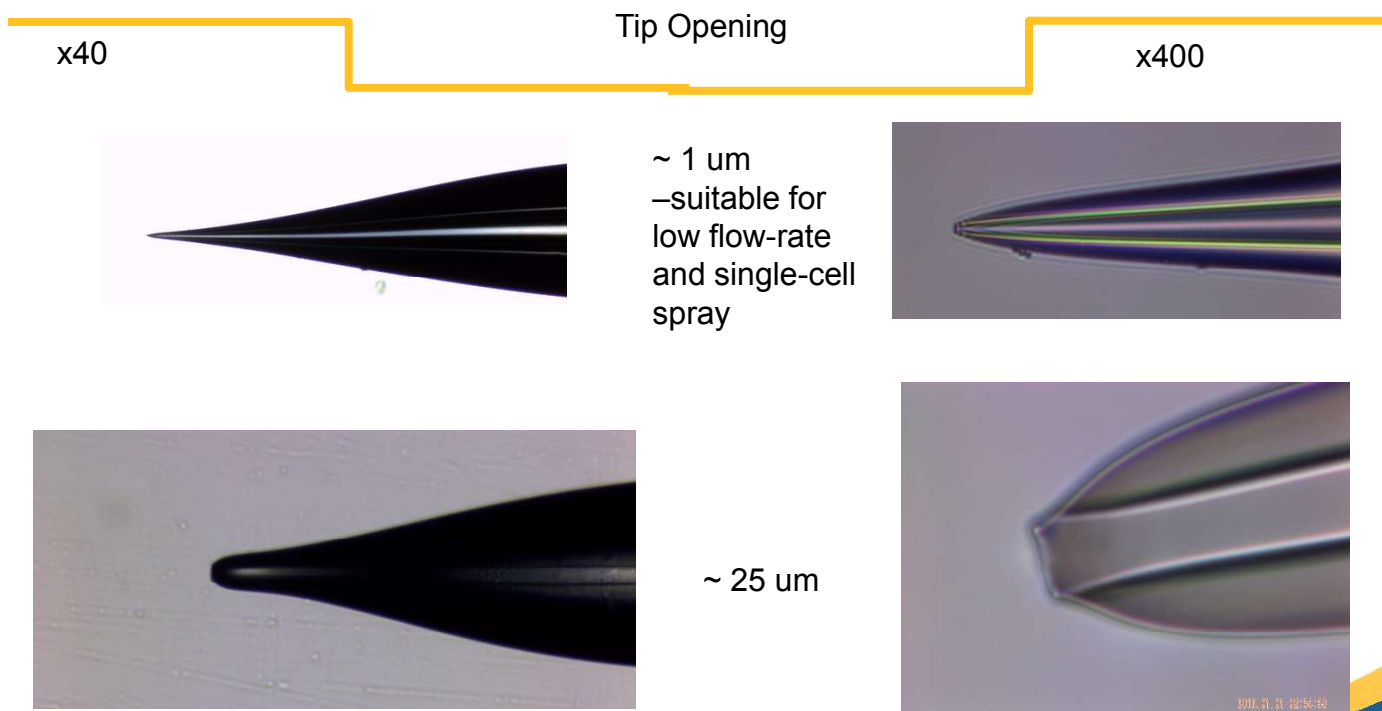 Tip Opening
x40
x400
~ 1 um
–suitable for
low flow-rate
and single-cell
spray
~ 25 um